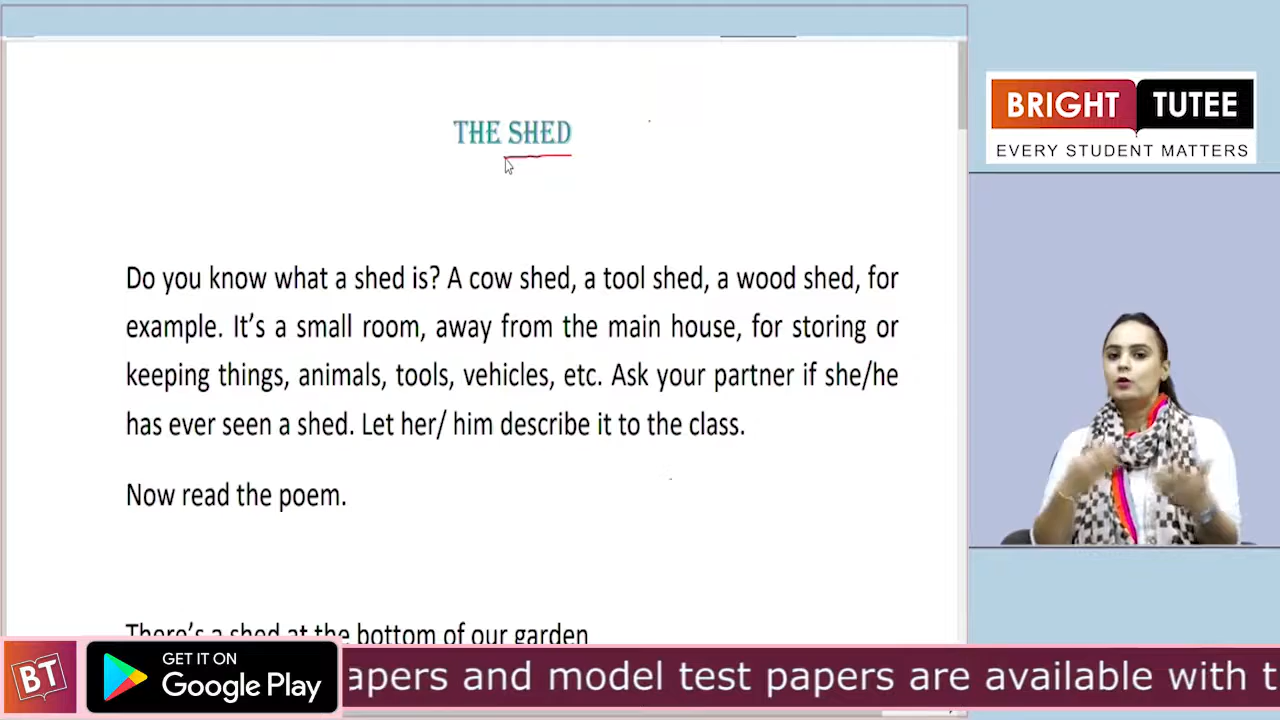 THE SHED
Do you know what a shed is? A cow shed, a tool shed, a wood shed, for
example. It’s a small room, away from the main house, for storing or
keeping things, animals, tools, vehicles, etc. Ask your partner if she/he
has ever seen a shed. Let her/ him describe it to the class.
Now read the poem.
There’s a shed at the bottom of our garden
BRIGHT TUTEE
EVERY STUDENT MATTERS
BT
GET IT ON
Google Play
apers and model test papers are available with t